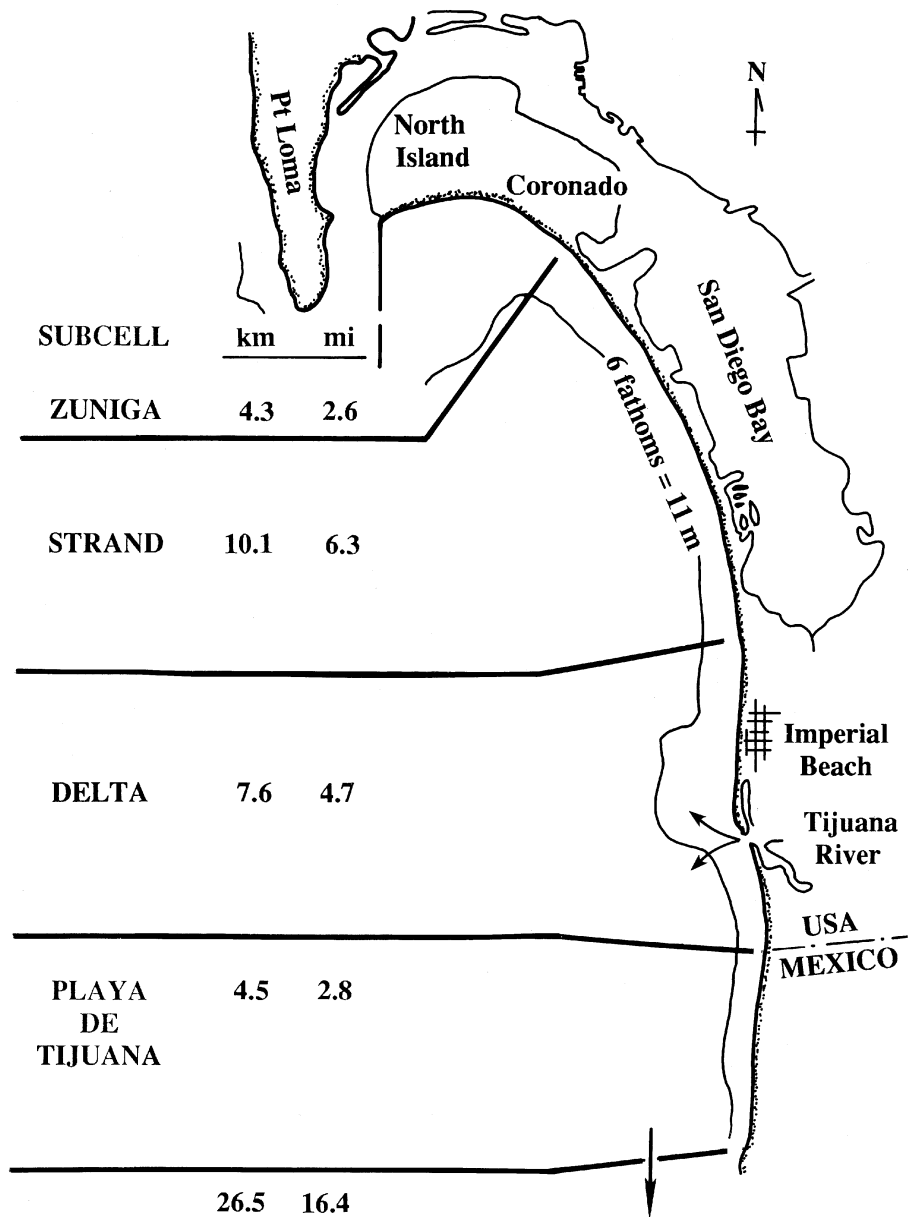 N
Pt Loma
North
Island
Coronado
San Diego Bay
SUBCELL km mi
6 fathoms = 11 m
ZUNIGA 4.3 2.6
STRAND 10.1 6.3
Imperial
Beach
DELTA 7.6 4.7
Tijuana
River
USA
MEXICO
PLAYA 4.5 2.8
DE
TIJUANA
26.5 16.4